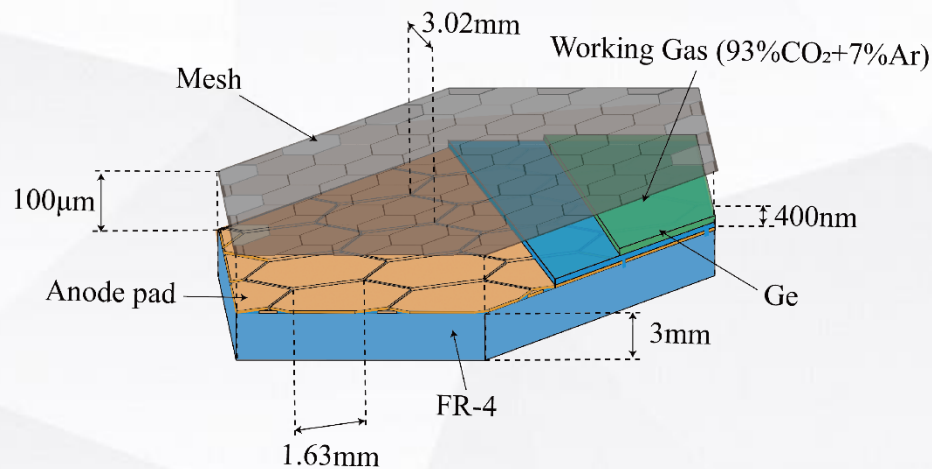 3.02mm
Working Gas (93%CO₂+7%Ar)
Mesh
100μm
400nm
Anode pad
Ge
3mm
FR-4
1.63mm